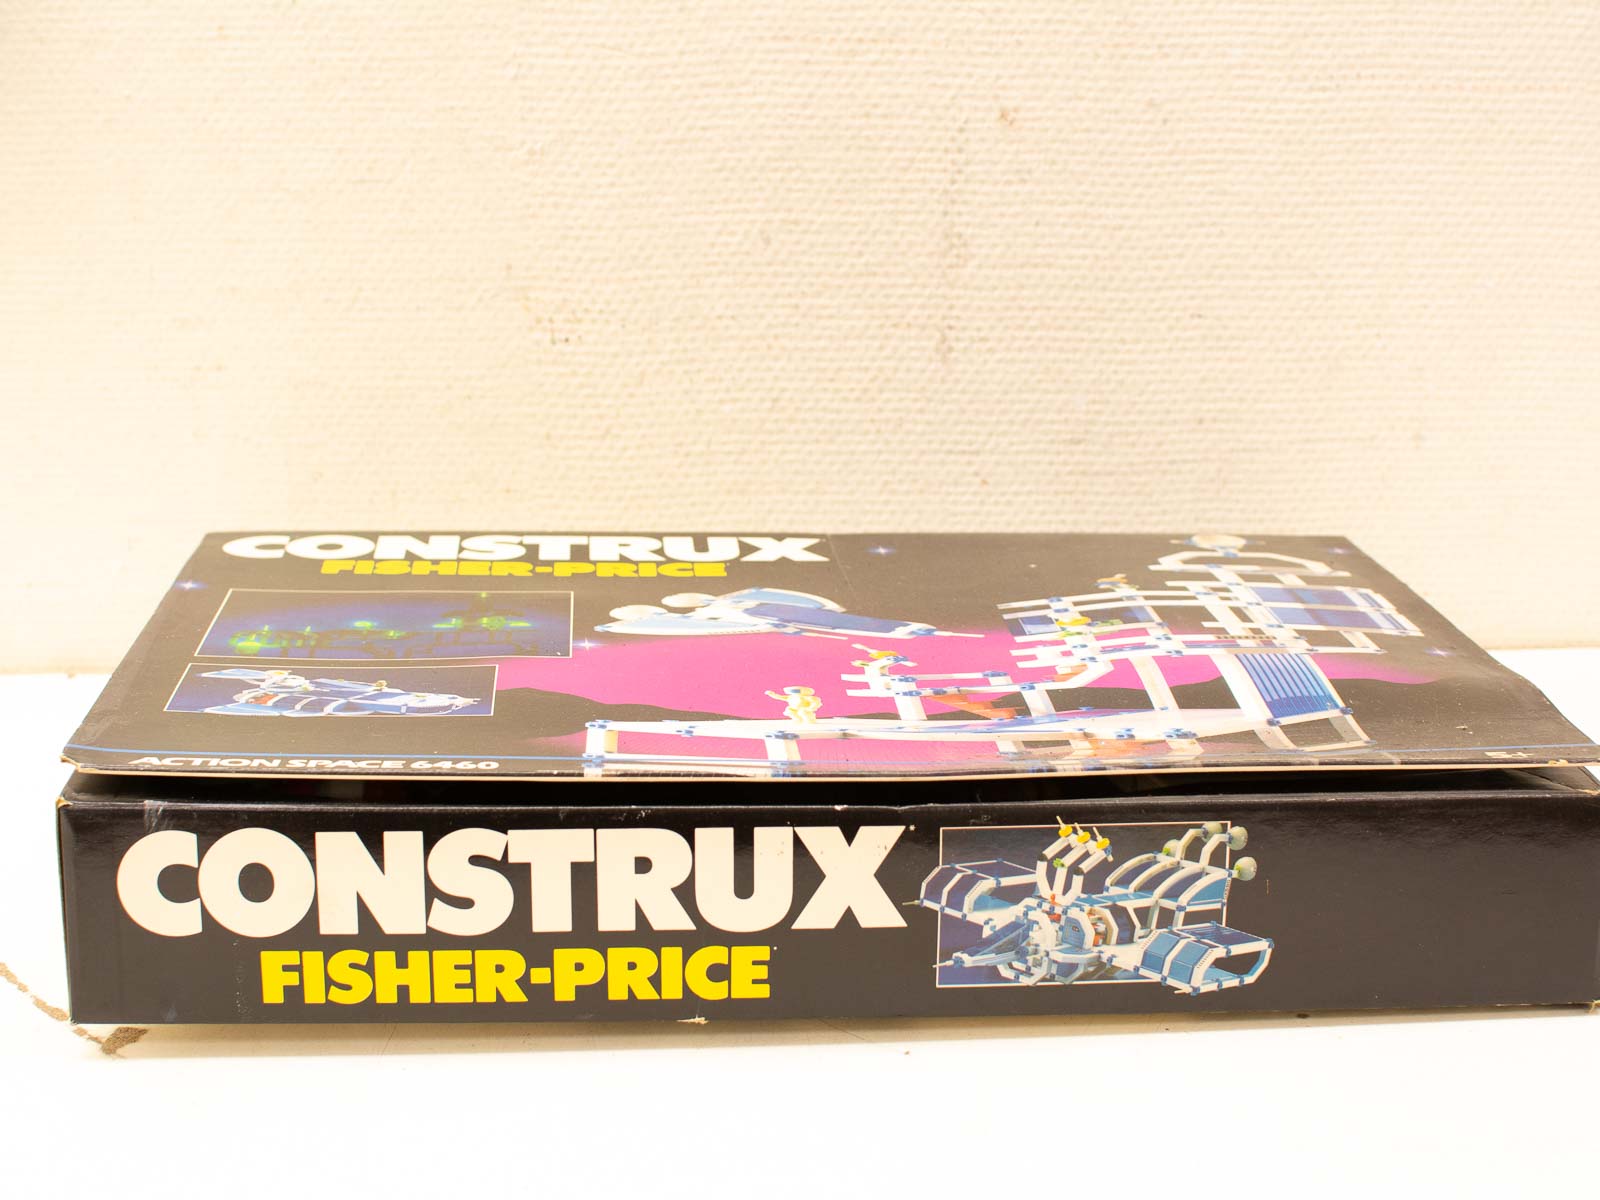 CONSTRUX
FISHER-PRICE
ACTION SPACE 6460
CONSTRUX
FISHER-PRICE